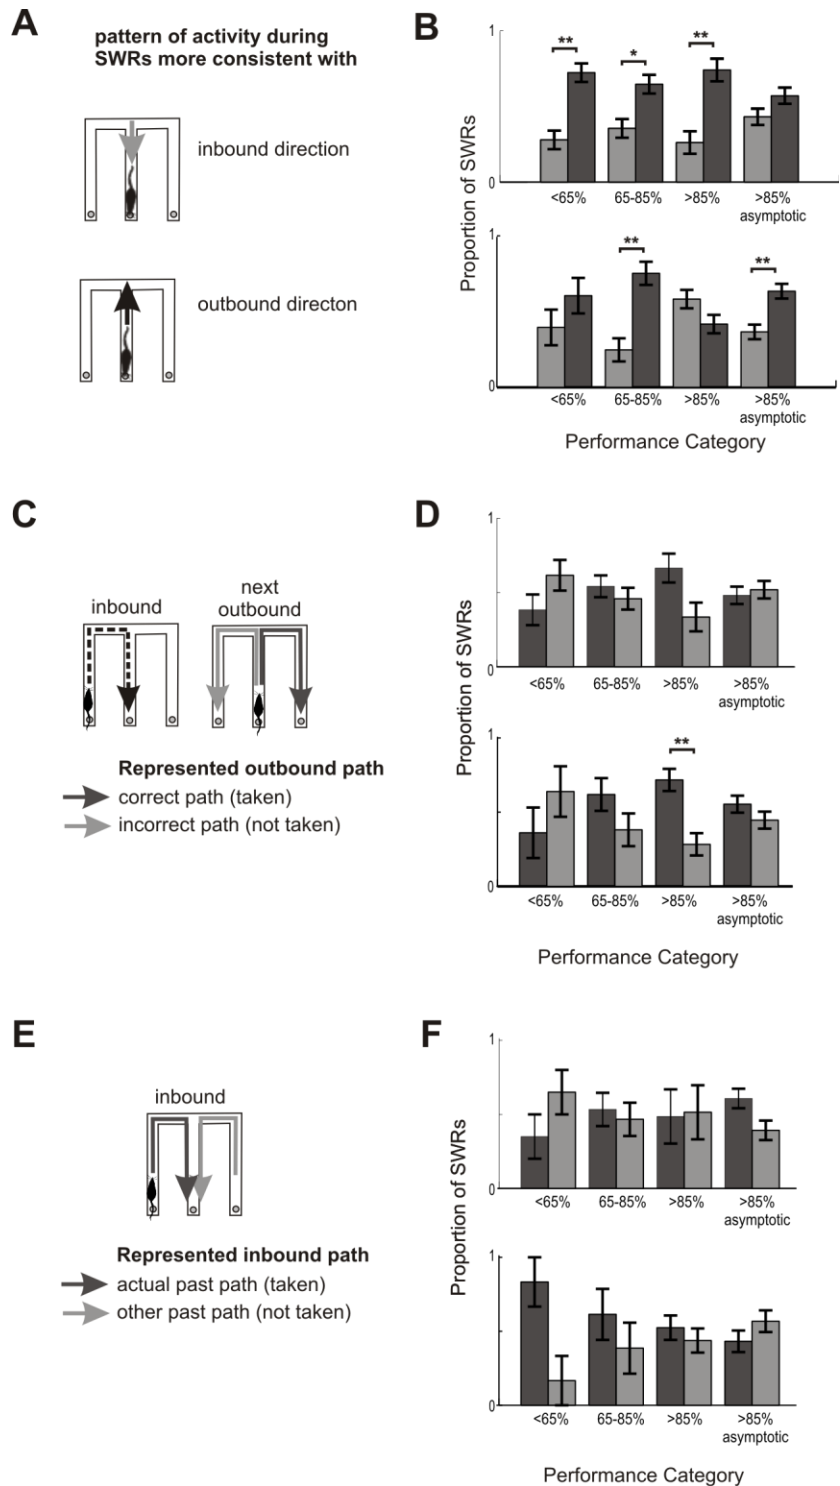 A
pattern of activity during
SWRs more consistent with
inbound direction
outbound directon
B
Proportion of SWRs
1
** * **
0
<65% 65-85% >85% >85%
asymptotic
1
** **
0
<65% 65-85% >85% >85%
asymptotic
Performance Category
C
inbound
next
outbound
Represented outbound path
correct path (taken)
incorrect path (not taken)
D
Proportion of SWRs
1
0
<65% 65-85% >85% >85%
asymptotic
1
**
0
<65% 65-85% >85% >85%
asymptotic
Performance Category
E
inbound
Represented inbound path
actual past path (taken)
other past path (not taken)
F
Proportion of SWRs
1
0
<65% 65-85% >85% >85%
asymptotic
1
0
<65% 65-85% >85% >85%
asymptotic
Performance Category